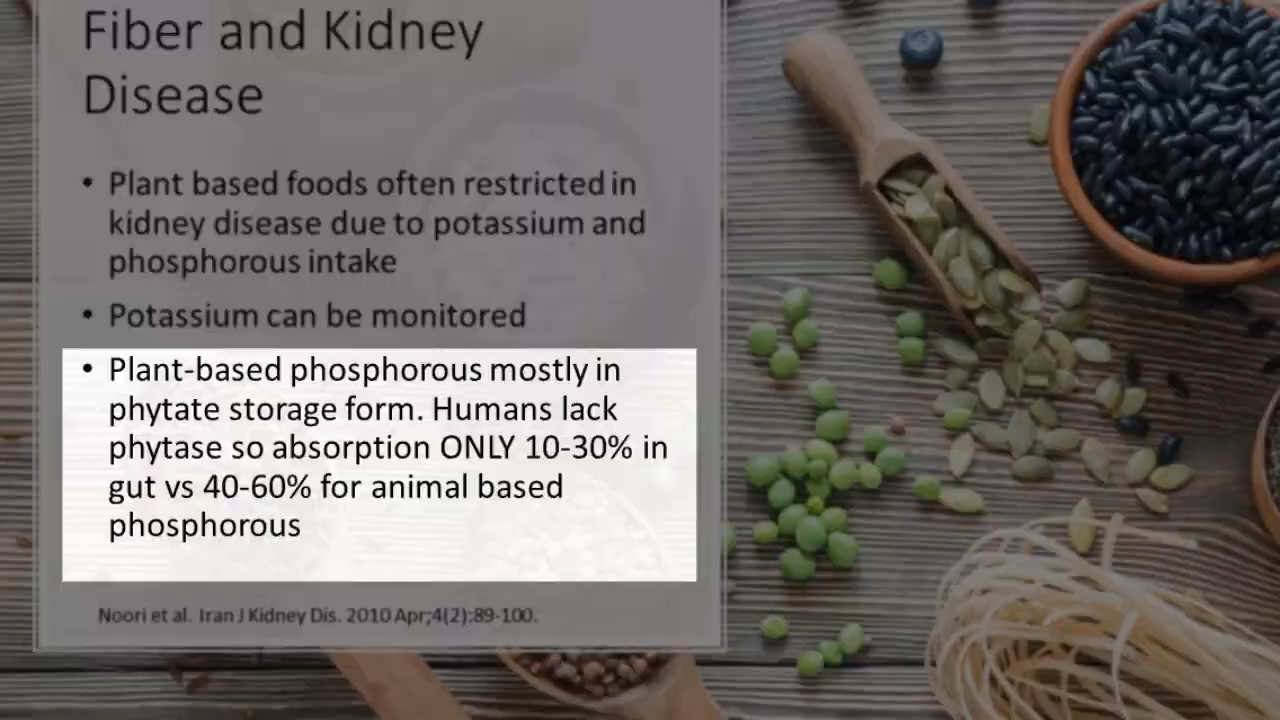 Fiber and Kidney
Disease
• Plant based foods often restricted in
kidney disease due to potassium and
phosphorous intake
• Potassium can be monitored
• Plant-based phosphorous mostly in
phytate storage form. Humans lack
phytase so absorption ONLY 10-30% in
gut vs 40-60% for animal based
phosphorous
Noori et al. Iran J Kidney Dis. 2010 Apr;4(2):89-100.